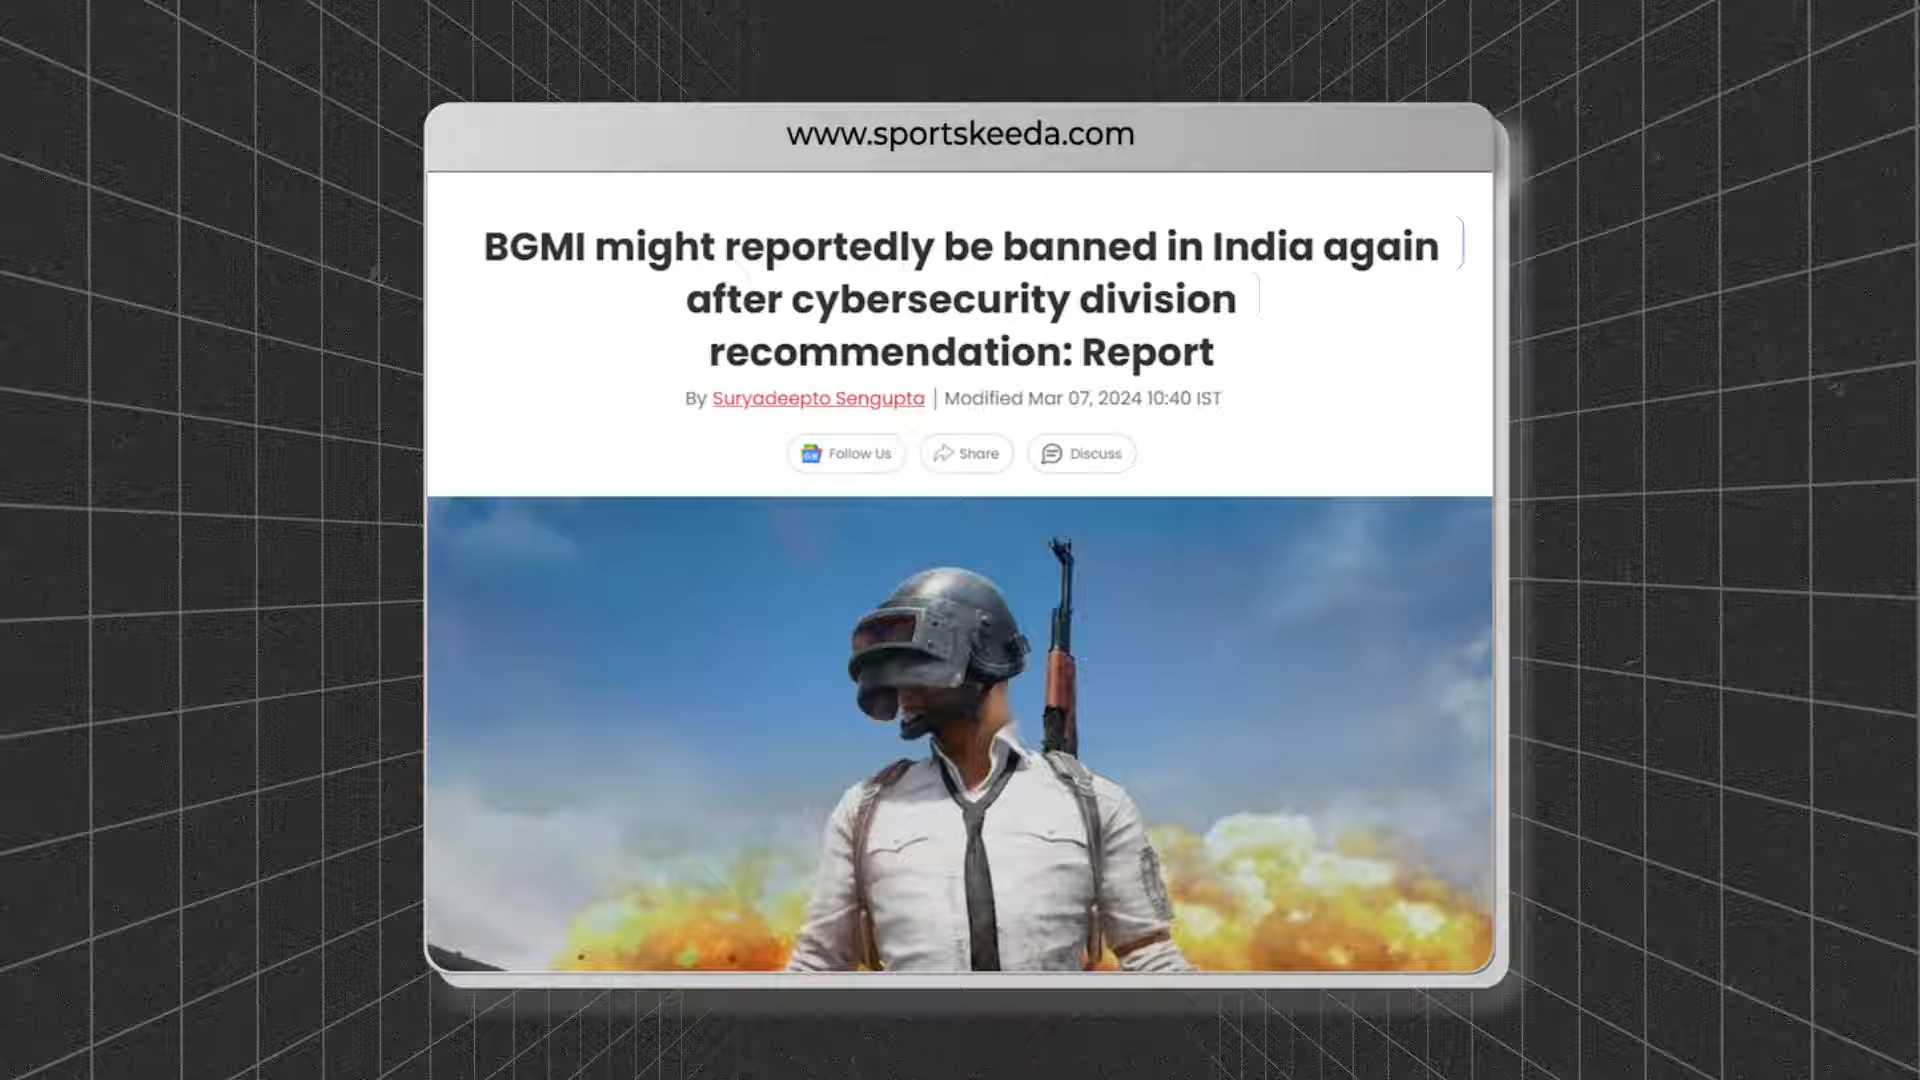 www.sportskeeda.com
BGMI might reportedly be banned in India again
after cybersecurity division
recommendation: Report
By Suryadeepto Sengupta | Modified Mar 07, 2024 10:40 IST
Follow Us Share Discuss